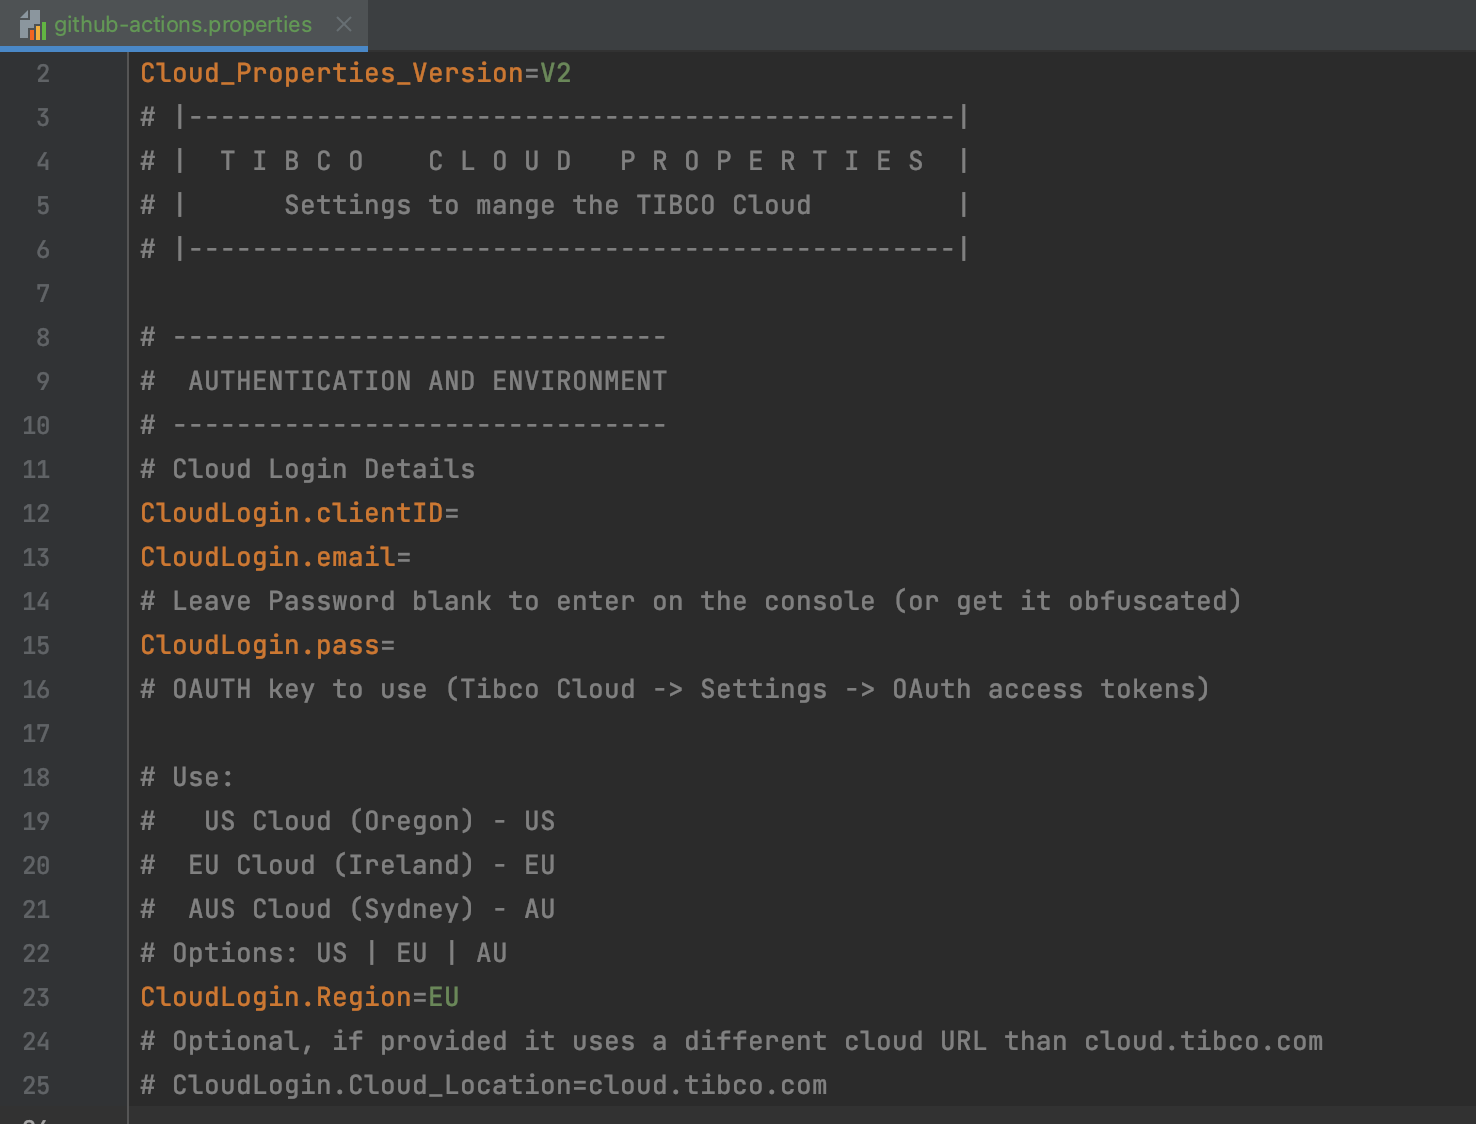 github-actions.properties
2 Cloud_Properties_Version=V2
3 # |------------------------------------------------|
4 # |  T I B C O    C L O U D   P R O P E R T I E S  |
5 # |      Settings to mange the TIBCO Cloud         |
6 # |------------------------------------------------|
7
8 # -------------------------------
9 #  AUTHENTICATION AND ENVIRONMENT
10 # -------------------------------
11 # Cloud Login Details
12 CloudLogin.clientID=
13 CloudLogin.email=
14 # Leave Password blank to enter on the console (or get it obfuscated)
15 CloudLogin.pass=
16 # OAUTH key to use (Tibco Cloud -> Settings -> OAuth access tokens)
17
18 # Use:
19 #   US Cloud (Oregon) - US
20 #  EU Cloud (Ireland) - EU
21 #  AUS Cloud (Sydney) - AU
22 # Options: US | EU | AU
23 CloudLogin.Region=EU
24 # Optional, if provided it uses a different cloud URL than cloud.tibco.com
25 # CloudLogin.Cloud_Location=cloud.tibco.com